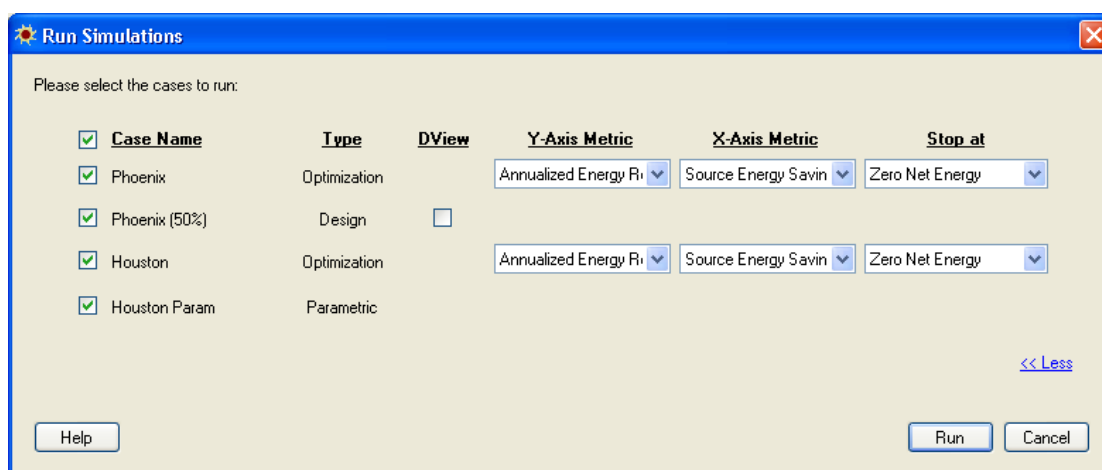 Run Simulations
Please select the cases to run:
Case Name Type DView Y-Axis Metric X-Axis Metric Stop at
Phoenix Optimization Annualized Energy R Source Energy Savin Zero Net Energy
Phoenix (50%) Design
Houston Optimization Annualized Energy R Source Energy Savin Zero Net Energy
Houston Param Parametric
<< Less
Help Run Cancel